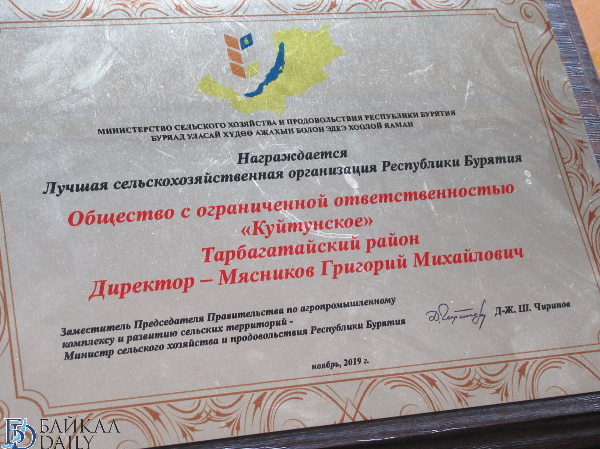 МИНИСТЕРСТВО СЕЛЬСКОГО ХОЗЯЙСТВА И ПРОДОВОЛЬСТВИЯ РЕСПУБЛИКИ БУРЯТИЯ
БУРЯАД УЛАСАЙ ХҮДӨӨ АЖАХЫН БОЛОН ЭДЕЭ ХООЛОЙ ЯАМАН
Награждается
Лучшая сельскохозяйственная организация Республики Бурятия
Общество с ограниченной ответственностью
«Куйтунское»
Тарбагатайский район
Директор – Мясников Григорий Михайлович
Заместитель Председателя Правительства по агропромышленному
комплексу и развитию сельских территорий -
Министр сельского хозяйства и продовольствия Республики Бурятия
Д-Ж. Ш. Чирипов
ноябрь, 2019 г.
БАЙКАЛ
DAILY